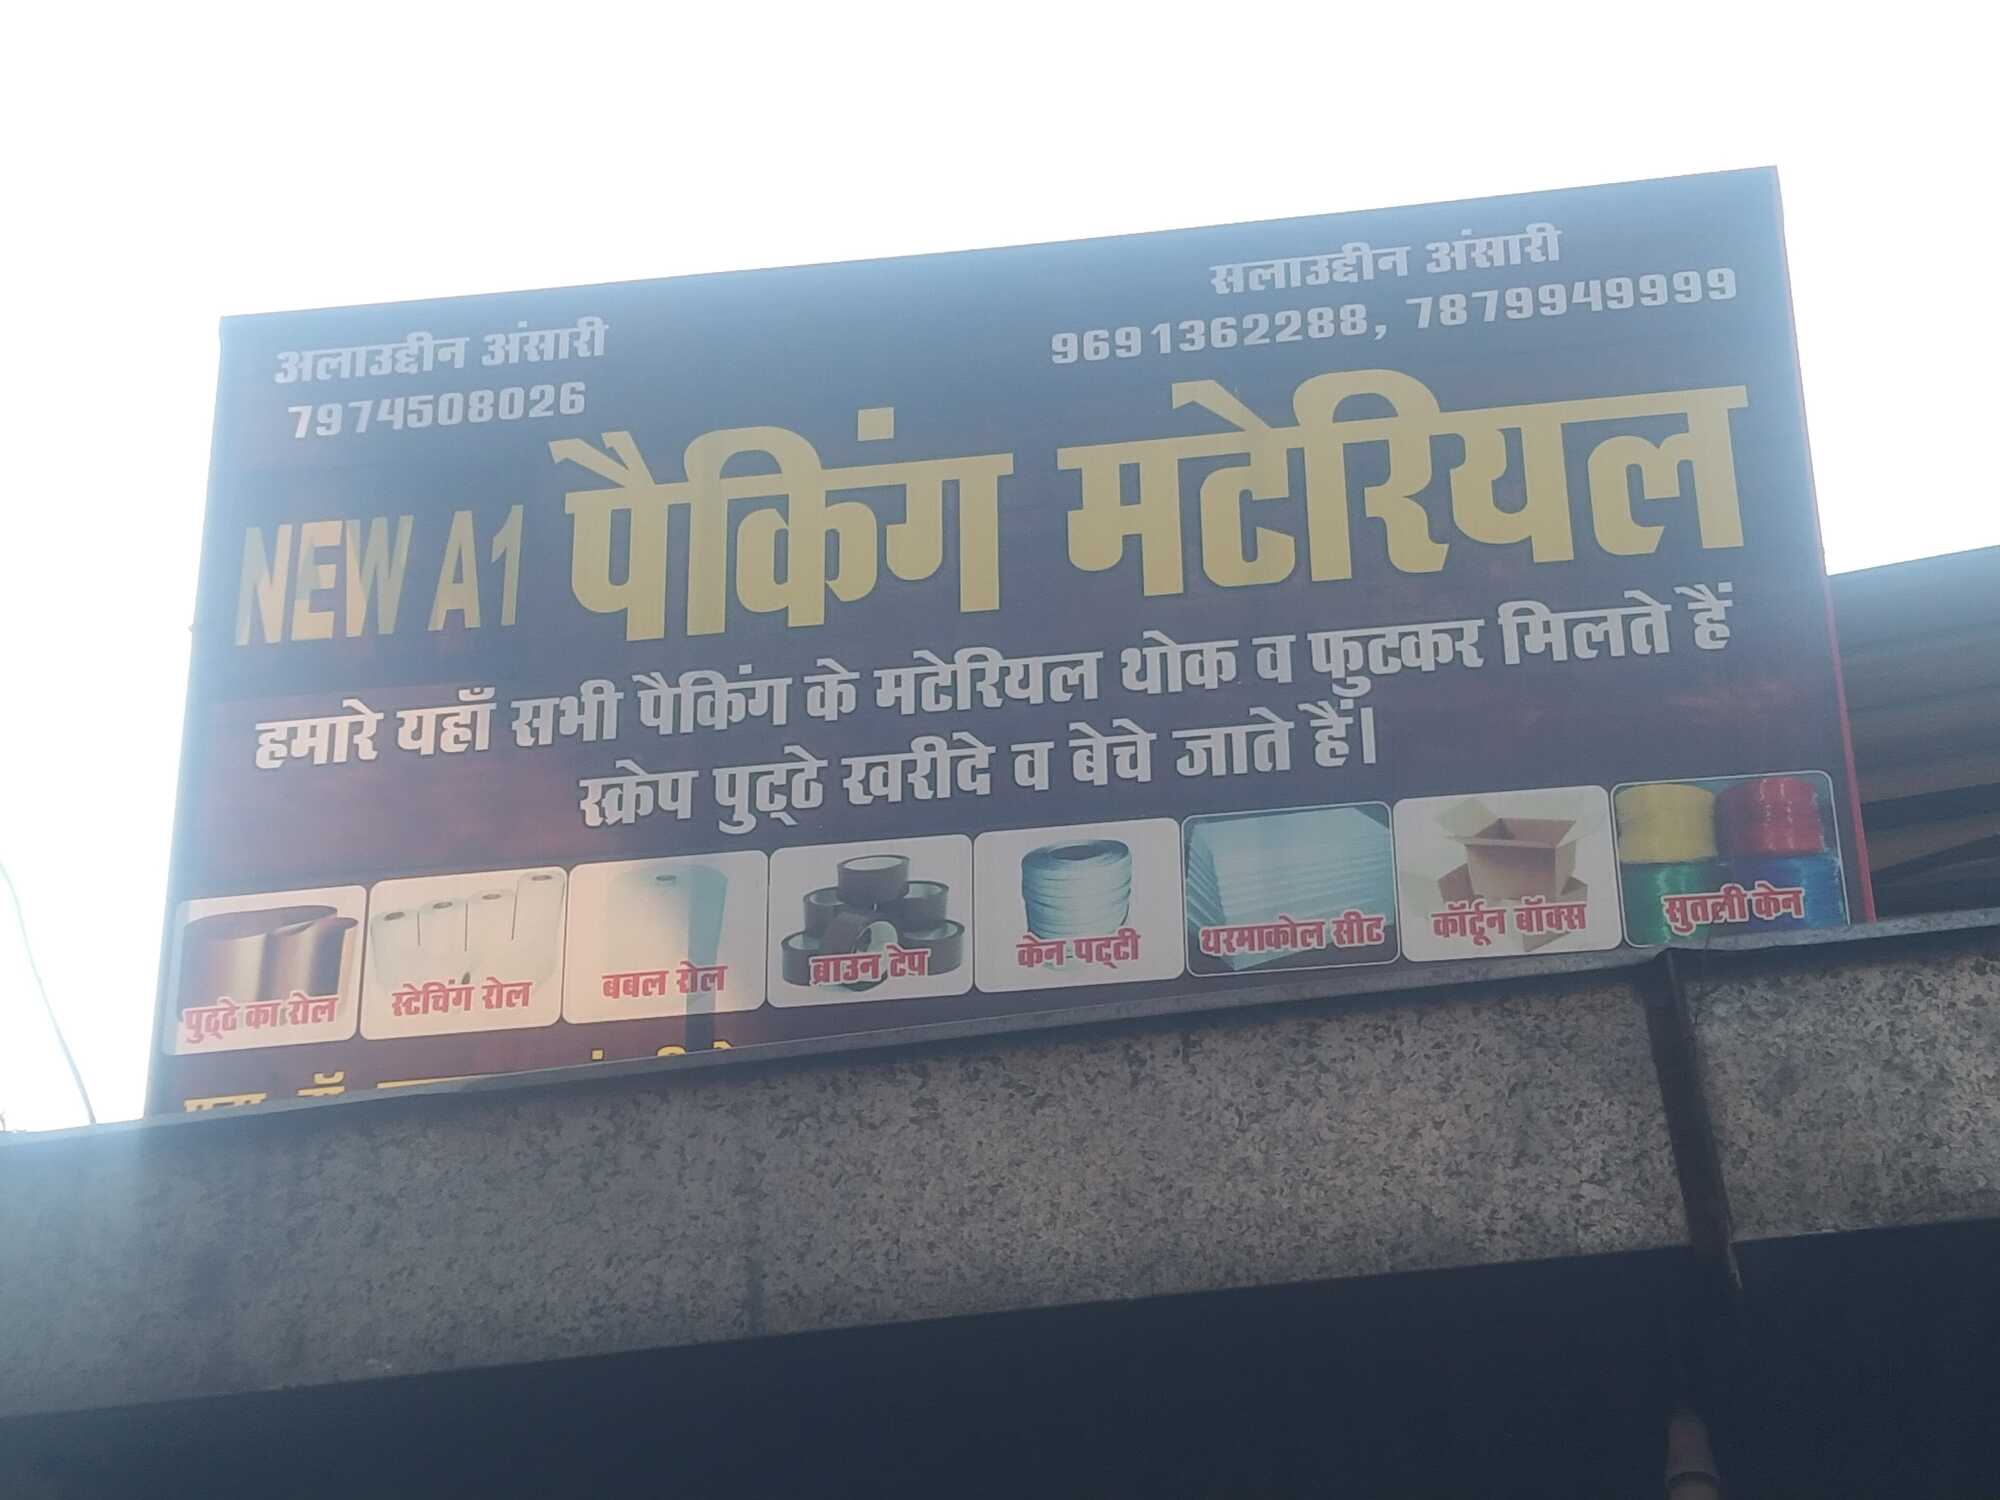 अलाउद्दीन अंसारी
7974508026
सलाउद्दीन अंसारी
9691362288, 7879949999
NEW A1 पैकिंग मटेरियल
हमारे यहाँ सभी पैकिंग के मटेरियल थोक व फुटकर मिलते हैं
स्क्रेप पुट्ठे खरीदे व बेचे जाते हैं।
पुट्ठे का रोल
स्टेचिंग रोल
बबल रोल
ब्राउन टेप
केन पट्टी
थरमाकोल सीट
कॉर्टून बॉक्स
सुतली केन